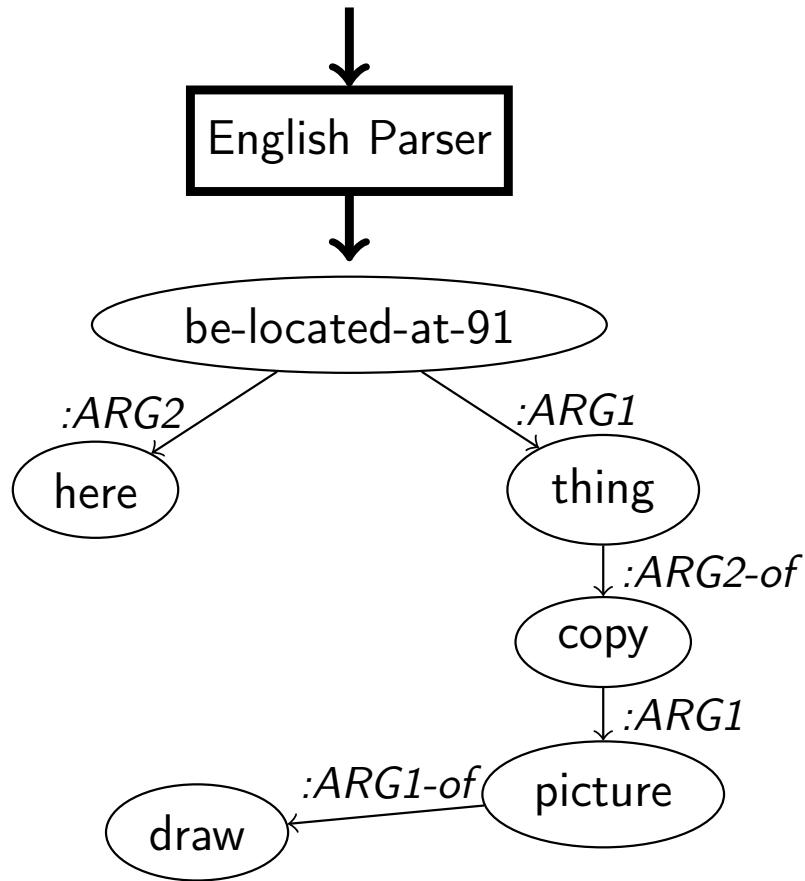 English Parser
be-located-at-91
:ARG2
:ARG1
here
thing
:ARG2-of
copy
:ARG1
:ARG1-of
picture
draw